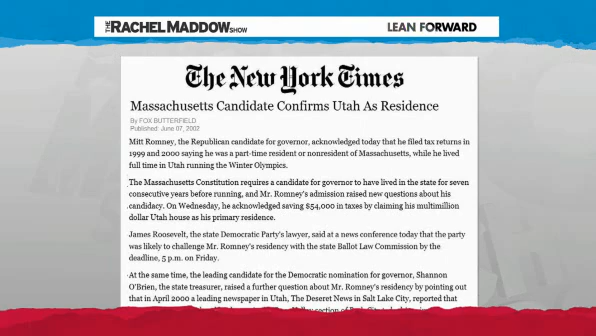 THE RACHEL MADDOW SHOW
LEAN FORWARD
The New York Times
Massachusetts Candidate Confirms Utah As Residence
By FOX BUTTERFIELD
Published: June 07, 2002
Mitt Romney, the Republican candidate for governor, acknowledged today that he filed tax returns in
1999 and 2000 saying he was a part-time resident or nonresident of Massachusetts, while he lived
full time in Utah running the Winter Olympics.
The Massachusetts Constitution requires a candidate for governor to have lived in the state for seven
consecutive years before running, and Mr. Romney's admission raised new questions about his
candidacy. On Wednesday, he acknowledged saving $54,000 in taxes by claiming his multimillion
dollar Utah house as his primary residence.
James Roosevelt, the state Democratic Party's lawyer, said at a news conference today that the party
was likely to challenge Mr. Romney's residency with the state Ballot Law Commission by the
deadline, 5 p.m. on Friday.
At the same time, the leading candidate for the Democratic nomination for governor, Shannon
O'Brien, the state treasurer, raised a further question about Mr. Romney's residency by pointing out
that in April 2000 a leading newspaper in Utah, The Deseret News in Salt Lake City, reported that
section of